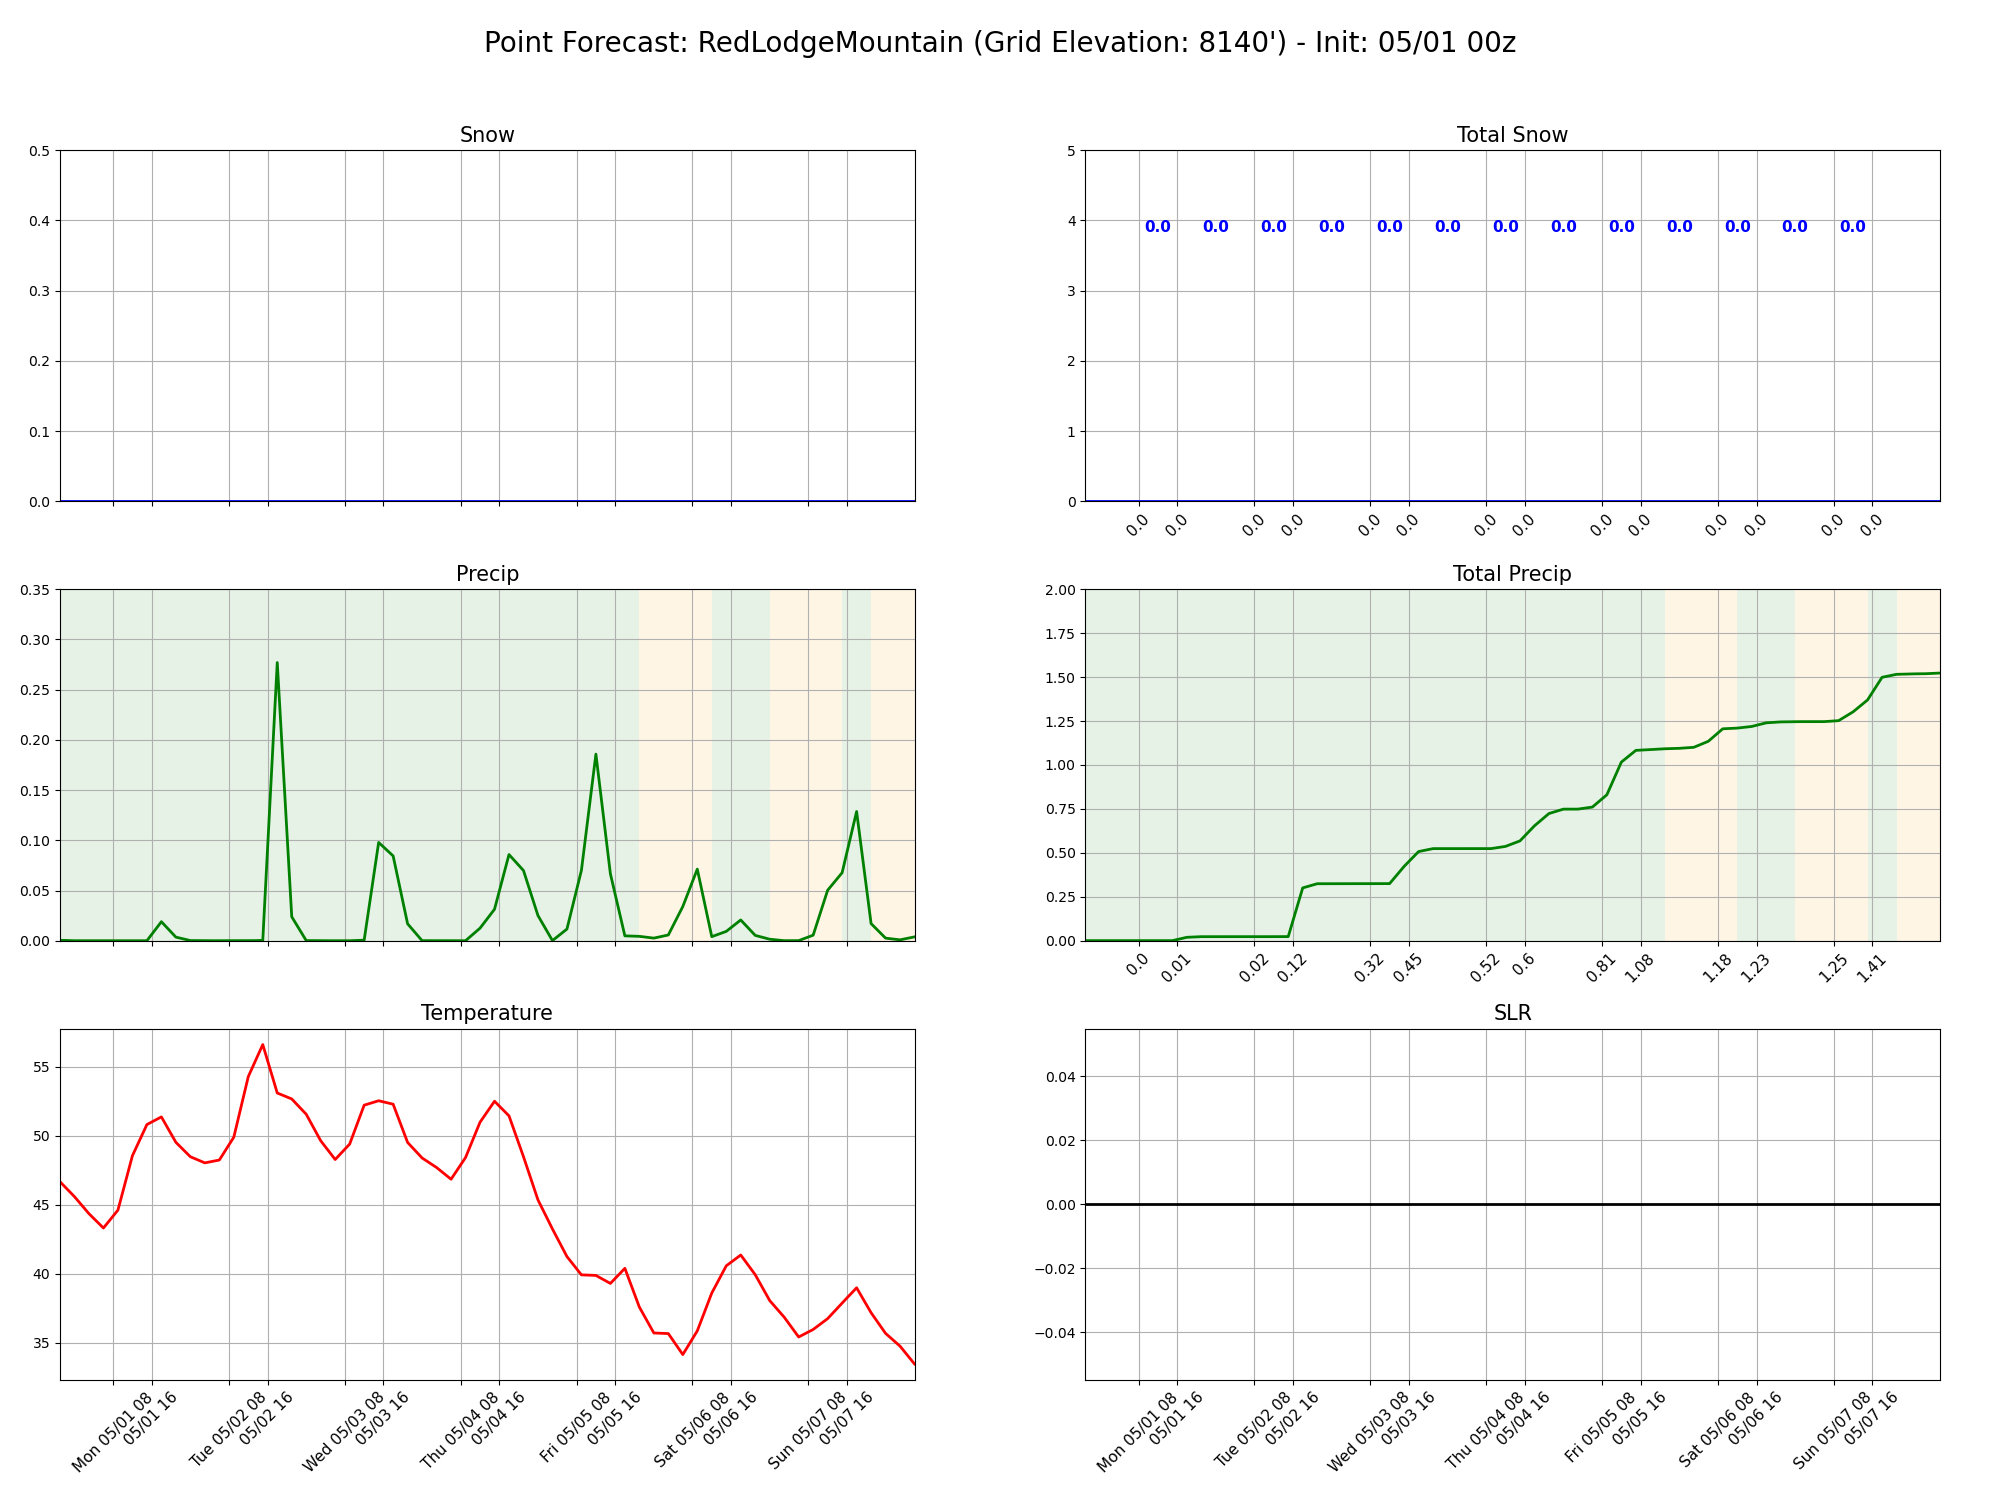 Point Forecast: RedLodgeMountain (Grid Elevation: 8140') - Init: 05/01 00z
Snow
0.5
0.4
0.3
0.2
0.1
0.0
Total Snow
5
4
3
2
1
0
0.0 0.0 0.0 0.0 0.0 0.0 0.0 0.0 0.0 0.0 0.0 0.0 0.0
0.0 0.0 0.0 0.0 0.0 0.0 0.0 0.0 0.0 0.0 0.0 0.0 0.0 0.0
Precip
0.35
0.30
0.25
0.20
0.15
0.10
0.05
0.00
Total Precip
2.00
1.75
1.50
1.25
1.00
0.75
0.50
0.25
0.00
0.0 0.01 0.02 0.12 0.32 0.45 0.52 0.6 0.81 1.08 1.18 1.23 1.25 1.41
Temperature
55
50
45
40
35
Mon 05/01 08
05/01 16
Tue 05/02 08
05/02 16
Wed 05/03 08
05/03 16
Thu 05/04 08
05/04 16
Fri 05/05 08
05/05 16
Sat 05/06 08
05/06 16
Sun 05/07 08
05/07 16
SLR
0.04
0.02
0.00
−0.02
−0.04
Mon 05/01 08
05/01 16
Tue 05/02 08
05/02 16
Wed 05/03 08
05/03 16
Thu 05/04 08
05/04 16
Fri 05/05 08
05/05 16
Sat 05/06 08
05/06 16
Sun 05/07 08
05/07 16